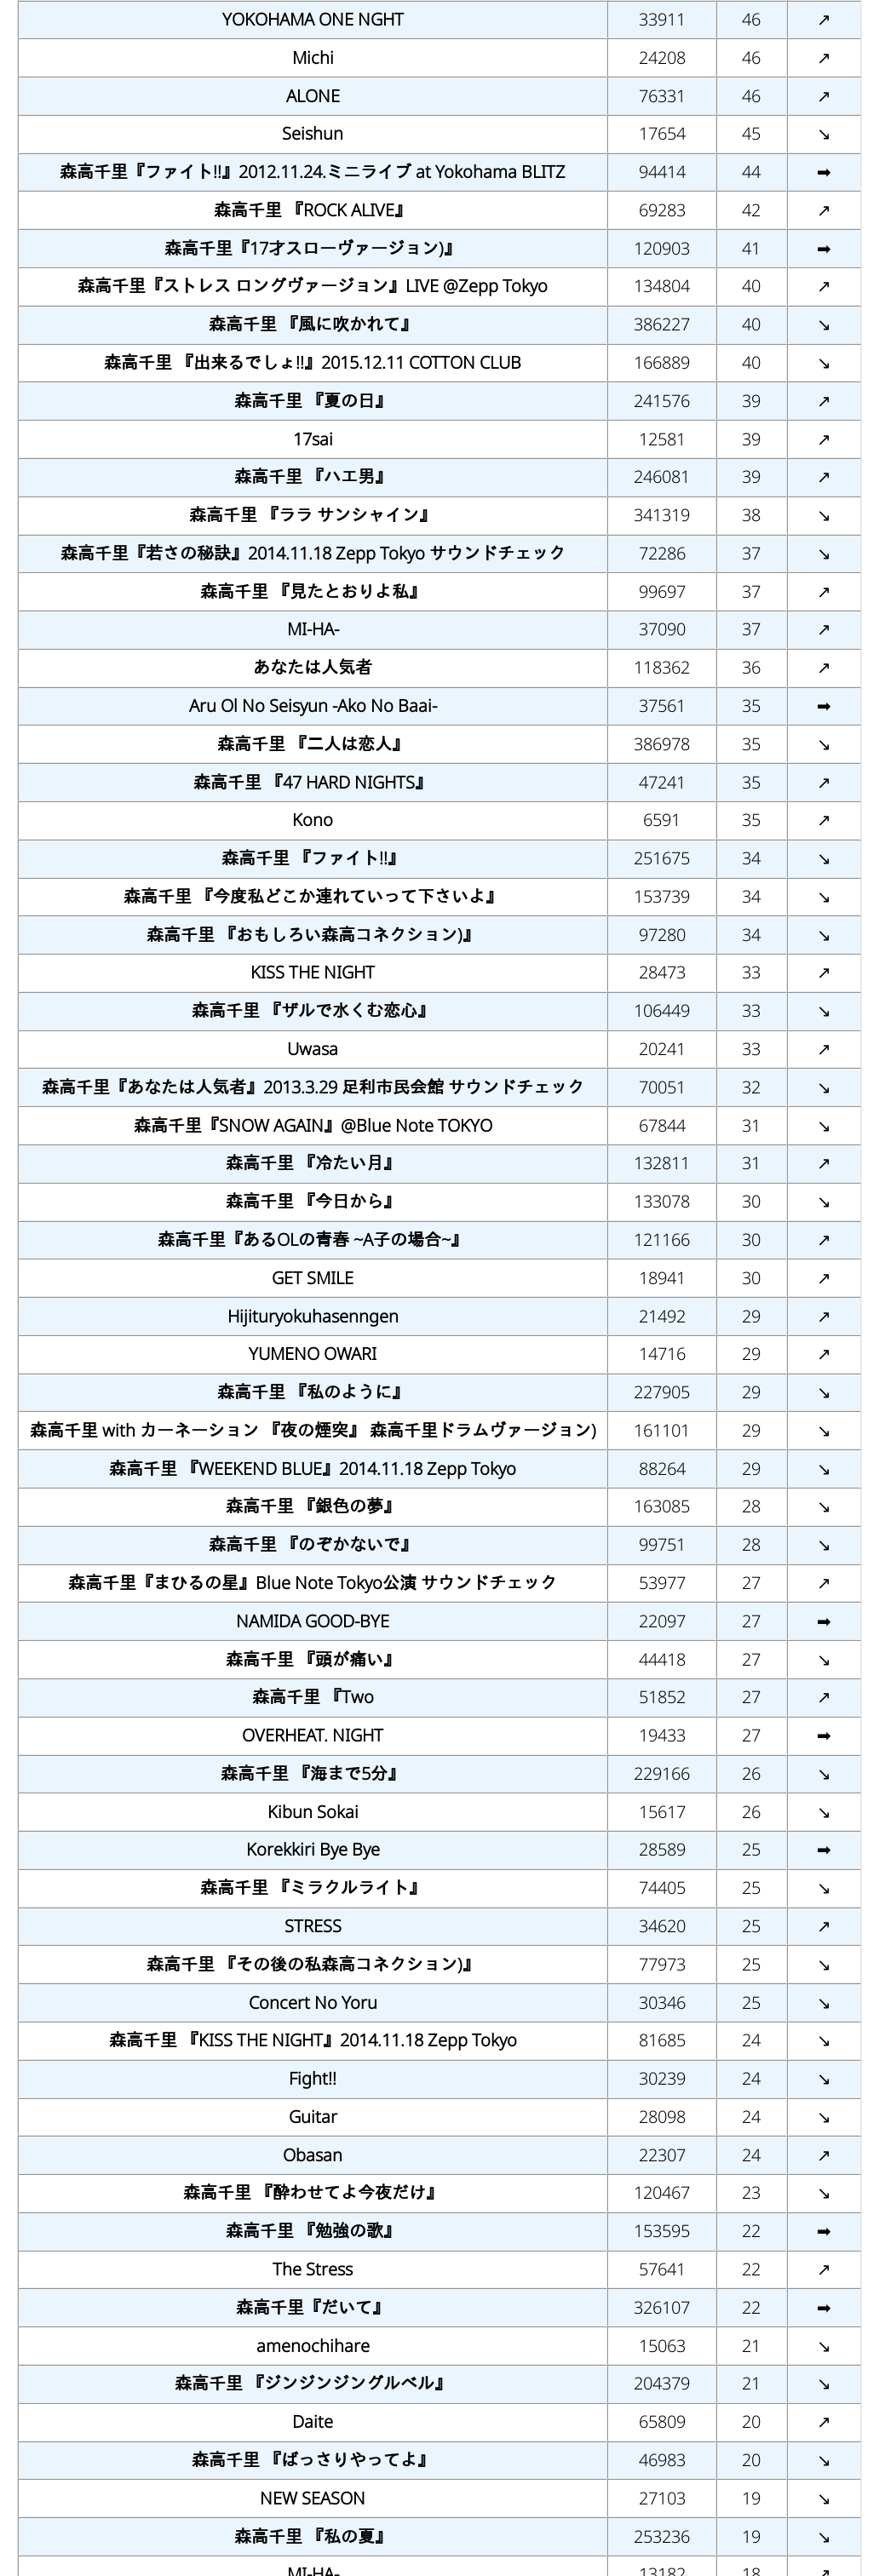 YOKOHAMA ONE NGHT 33911 46 ↗
Michi 24208 46 ↗
ALONE 76331 46 ↗
Seishun 17654 45 ↘
森高千里『ファイト!!』2012.11.24.ミニライブ at Yokohama BLITZ 94414 44 ➡
森高千里 『ROCK ALIVE』 69283 42 ↗
森高千里『17才スローヴァージョン)』 120903 41 ➡
森高千里『ストレス ロングヴァージョン』LIVE @Zepp Tokyo 134804 40 ↗
森高千里 『風に吹かれて』 386227 40 ↘
森高千里 『出来るでしょ!!』2015.12.11 COTTON CLUB 166889 40 ↘
森高千里 『夏の日』 241576 39 ↗
17sai 12581 39 ↗
森高千里 『ハエ男』 246081 39 ↗
森高千里 『ララ サンシャイン』 341319 38 ↘
森高千里『若さの秘訣』2014.11.18 Zepp Tokyo サウンドチェック 72286 37 ↘
森高千里 『見たとおりよ私』 99697 37 ↗
MI-HA- 37090 37 ↗
あなたは人気者 118362 36 ↗
Aru Ol No Seisyun -Ako No Baai- 37561 35 ➡
森高千里 『二人は恋人』 386978 35 ↘
森高千里 『47 HARD NIGHTS』 47241 35 ↗
Kono 6591 35 ↗
森高千里 『ファイト!!』 251675 34 ↘
森高千里 『今度私どこか連れていって下さいよ』 153739 34 ↘
森高千里 『おもしろい森高コネクション)』 97280 34 ↘
KISS THE NIGHT 28473 33 ↗
森高千里 『ザルで水くむ恋心』 106449 33 ↘
Uwasa 20241 33 ↗
森高千里『あなたは人気者』2013.3.29 足利市民会館 サウンドチェック 70051 32 ↘
森高千里『SNOW AGAIN』@Blue Note TOKYO 67844 31 ↘
森高千里 『冷たい月』 132811 31 ↗
森高千里 『今日から』 133078 30 ↘
森高千里『あるOLの青春 ~A子の場合~』 121166 30 ↗
GET SMILE 18941 30 ↗
Hijituryokuhasenngen 21492 29 ↗
YUMENO OWARI 14716 29 ↗
森高千里 『私のように』 227905 29 ↘
森高千里 with カーネーション 『夜の煙突』 森高千里ドラムヴァージョン) 161101 29 ↘
森高千里 『WEEKEND BLUE』2014.11.18 Zepp Tokyo 88264 29 ↘
森高千里 『銀色の夢』 163085 28 ↘
森高千里 『のぞかないで』 99751 28 ↘
森高千里『まひるの星』Blue Note Tokyo公演 サウンドチェック 53977 27 ↗
NAMIDA GOOD-BYE 22097 27 ➡
森高千里 『頭が痛い』 44418 27 ↘
森高千里 『Two 51852 27 ↗
OVERHEAT. NIGHT 19433 27 ➡
森高千里 『海まで5分』 229166 26 ↘
Kibun Sokai 15617 26 ↘
Korekkiri Bye Bye 28589 25 ➡
森高千里 『ミラクルライト』 74405 25 ↘
STRESS 34620 25 ↗
森高千里 『その後の私森高コネクション)』 77973 25 ↘
Concert No Yoru 30346 25 ↘
森高千里 『KISS THE NIGHT』2014.11.18 Zepp Tokyo 81685 24 ↘
Fight!! 30239 24 ↘
Guitar 28098 24 ↘
Obasan 22307 24 ↗
森高千里 『酔わせてよ今夜だけ』 120467 23 ↘
森高千里 『勉強の歌』 153595 22 ➡
The Stress 57641 22 ↗
森高千里『だいて』 326107 22 ➡
amenochihare 15063 21 ↘
森高千里 『ジンジンジングルベル』 204379 21 ↘
Daite 65809 20 ↗
森高千里 『ばっさりやってよ』 46983 20 ↘
NEW SEASON 27103 19 ↘
森高千里 『私の夏』 253236 19 ↘
MI-HA- 13182 18 ↗